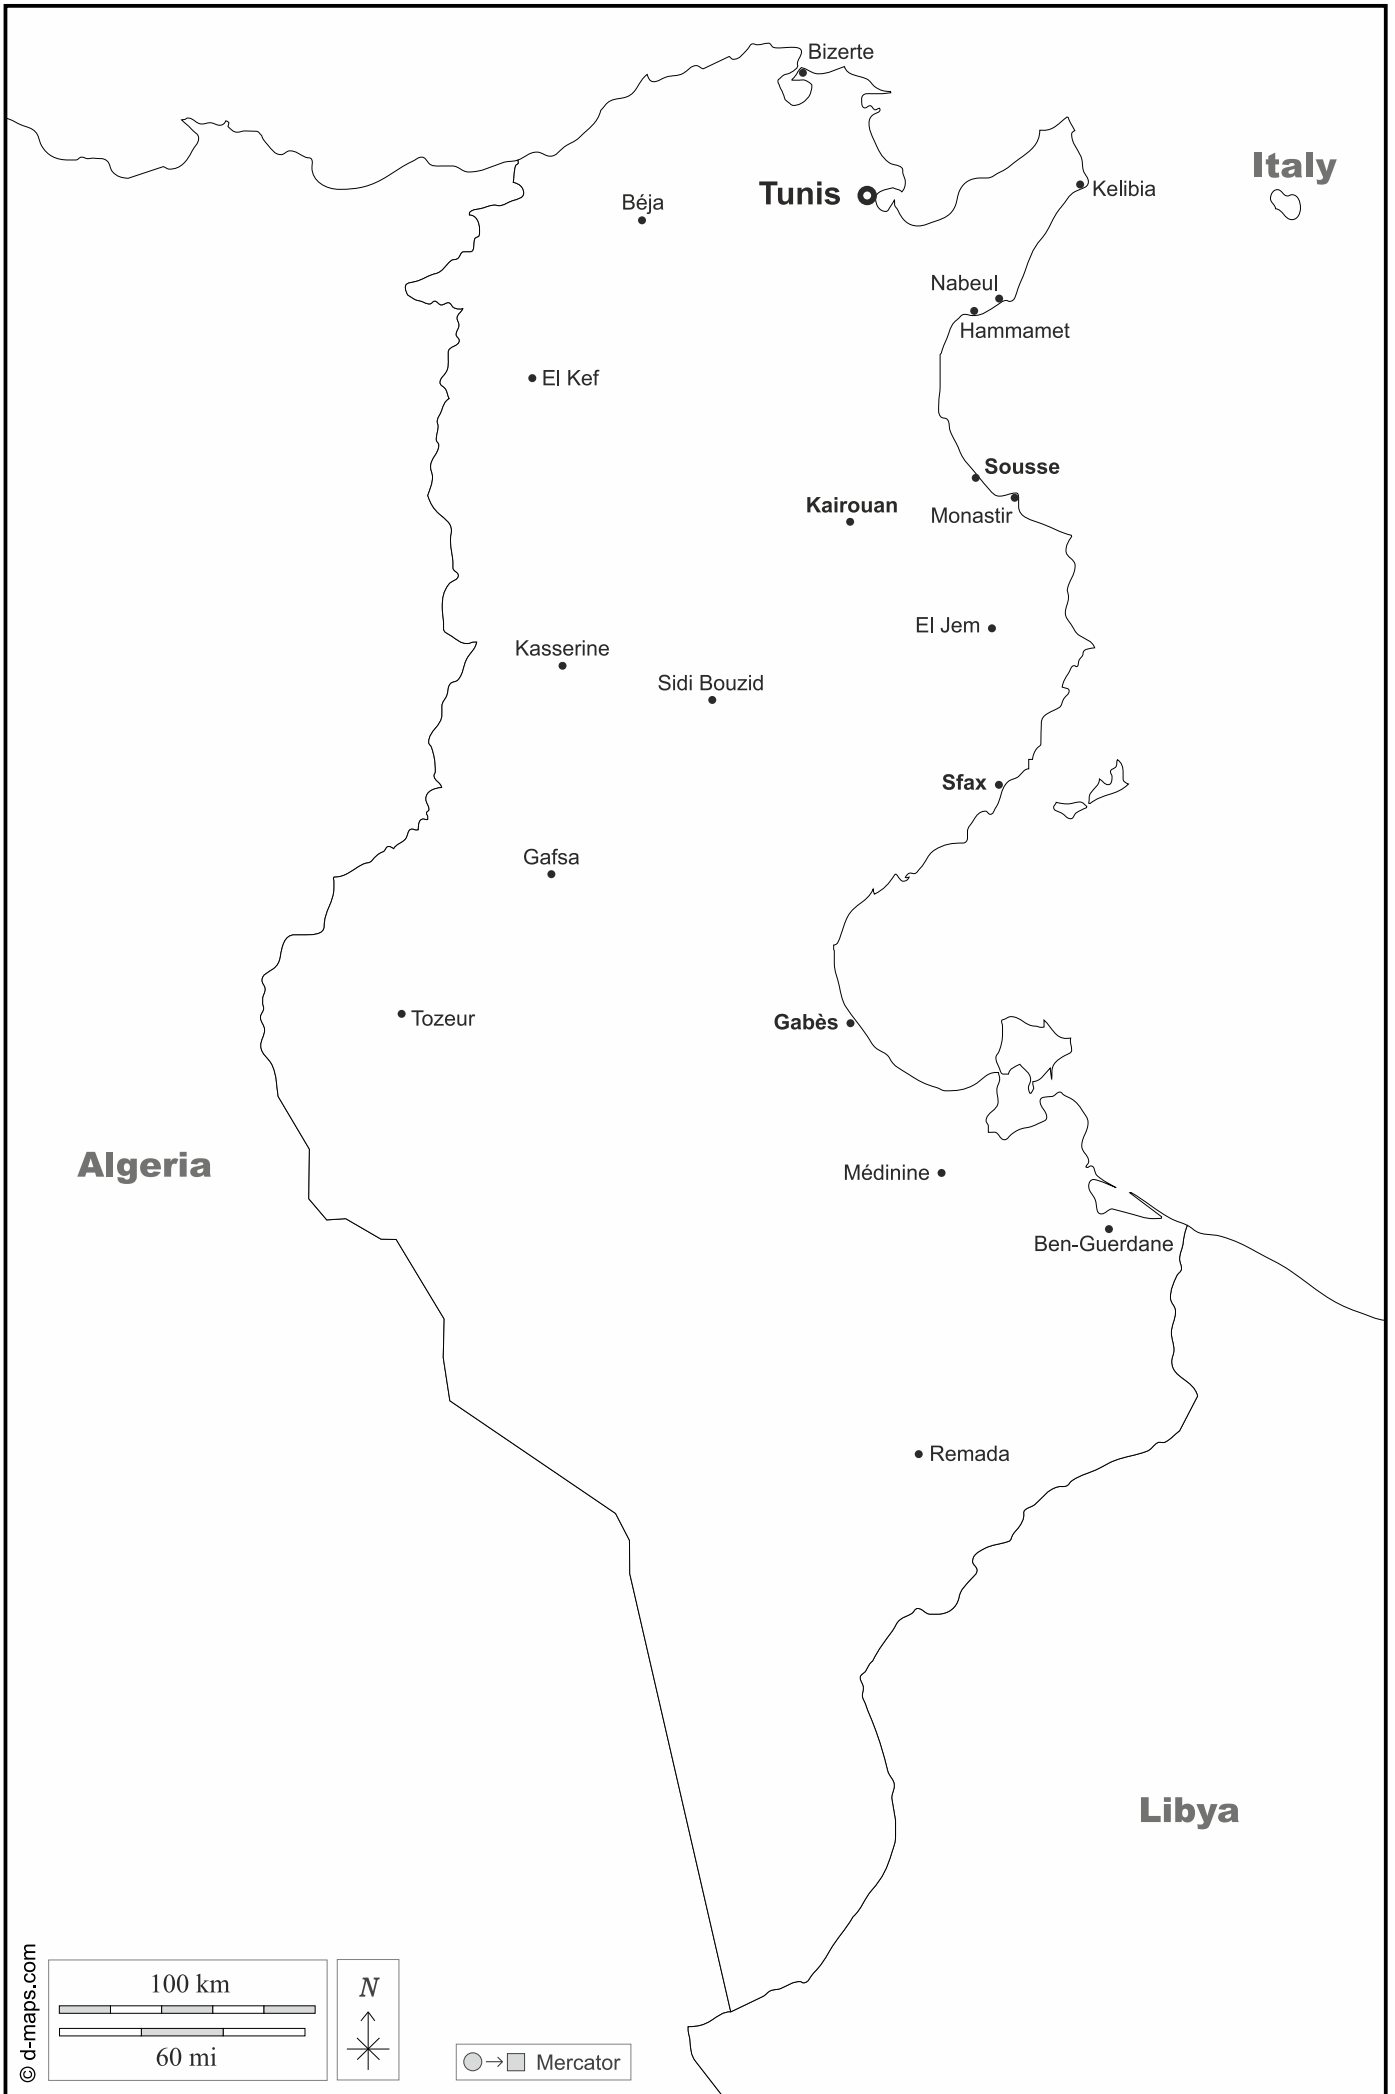 Bizerte
Italy
Kelibia
Tunis
Béja
Nabeul
Hammamet
El Kef
Sousse
Kairouan
Monastir
El Jem
Kasserine
Sidi Bouzid
Sfax
Gafsa
Tozeur
Gabès
Algeria
Médinine
Ben-Guerdane
Remada
Libya
© d-maps.com
100 km
60 mi
N
Mercator